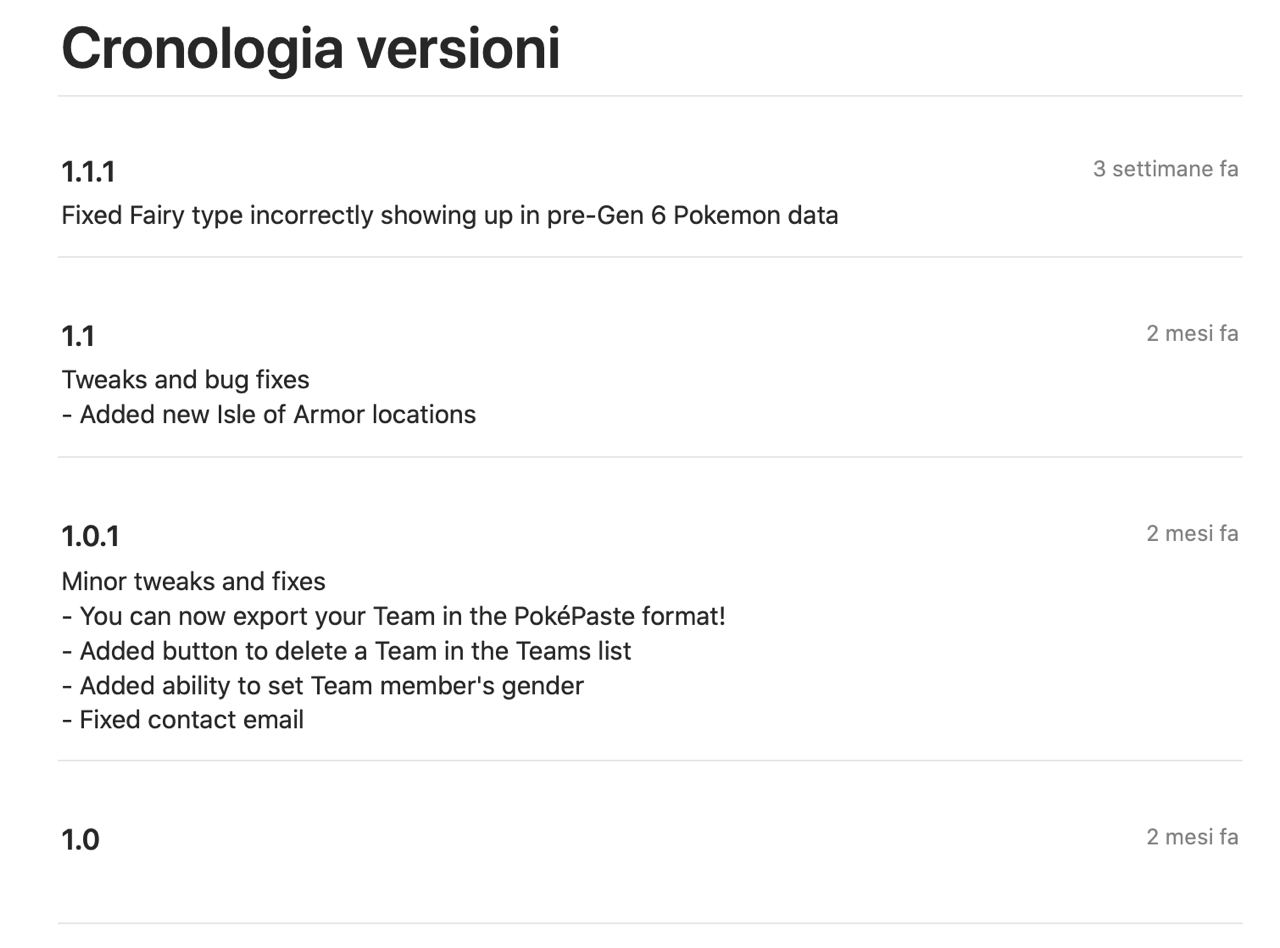 Cronologia versioni
1.1.1
3 settimane fa
Fixed Fairy type incorrectly showing up in pre-Gen 6 Pokemon data
1.1
2 mesi fa
Tweaks and bug fixes
- Added new Isle of Armor locations
1.0.1
2 mesi fa
Minor tweaks and fixes
- You can now export your Team in the PokéPaste format!
- Added button to delete a Team in the Teams list
- Added ability to set Team member's gender
- Fixed contact email
1.0
2 mesi fa